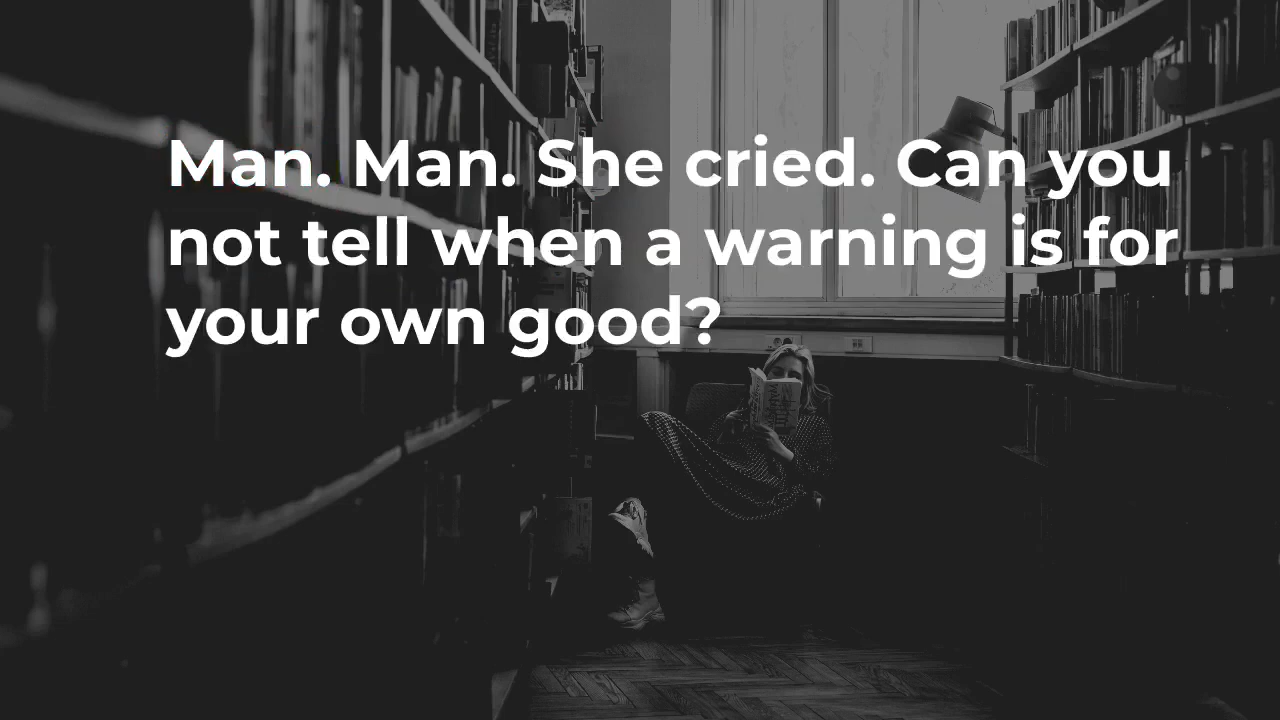 Man. Man. She cried. Can you
not tell when a warning is for
your own good?